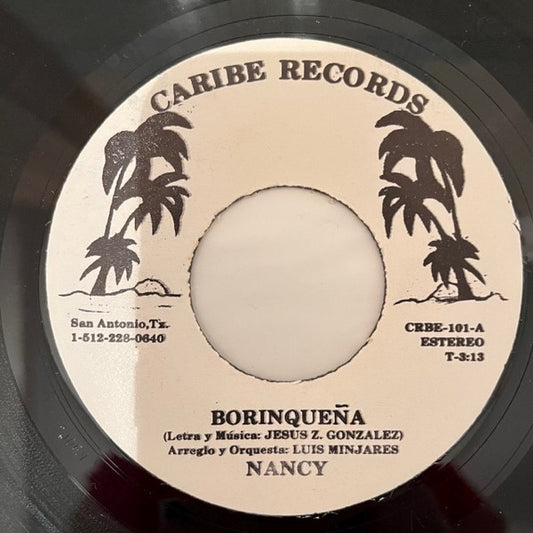 CARIBE RECORDS
San Antonio,Tx.
1-512-228-0640
CRBE-101-A
ESTEREO
T-3:13
BORINQUEÑA
(Letra y Música: JESUS Z. GONZALEZ)
Arreglo y Orquesta: LUIS MINJARES
NANCY